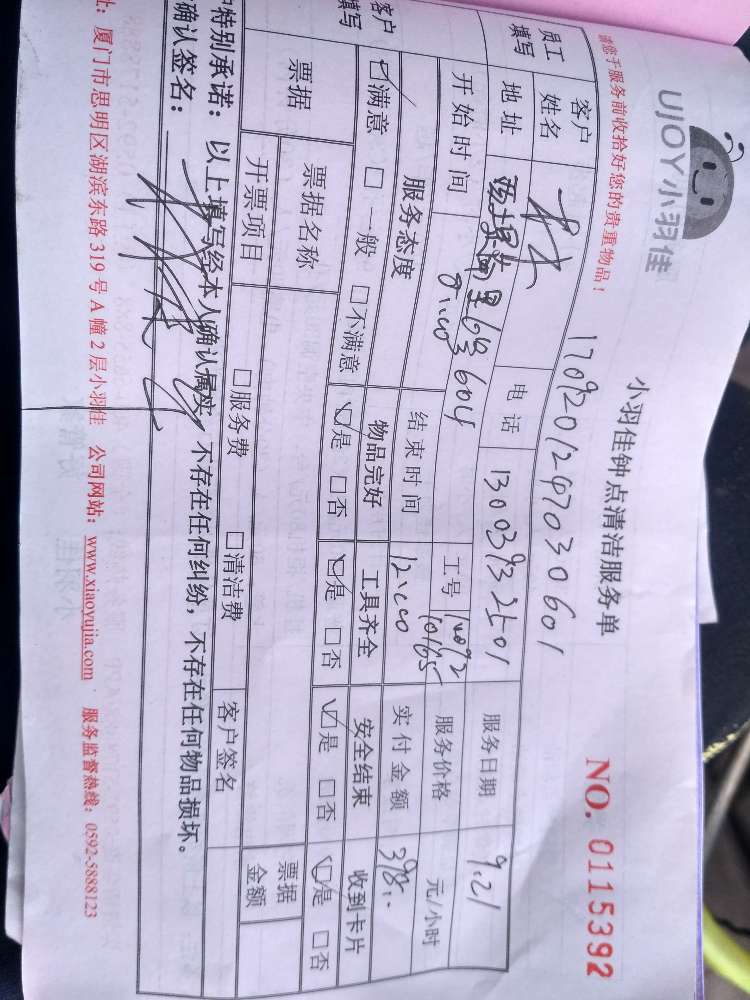 UJOY小羽佳
小羽佳钟点清洁服务单
NO. 0115392
请您于服务前收拾好您的贵重物品！
1709201247030601
员工填写
客户姓名
电话
服务日期 9.21
地址
工号
服务价格 元/小时
开始时间
结束时间 12:00
实付金额 398.
客户填写
服务态度 物品完好 工具齐全 安全结束 收到卡片
☑满意 □一般 □不满意 ☑是 □否 ☑是 □否 ☑是 □否 ☑是 □否
票据
票据名称
票据金额
开票项目 □服务费 □清洁费
客户签名
特别承诺：以上填写经本人确认属实，不存在任何纠纷，不存在任何物品损坏。
确认签名：
址：厦门市思明区湖滨东路319号A幢2层小羽佳 公司网站：www.xiaoyujia.com 服务监督热线：0592-5888123